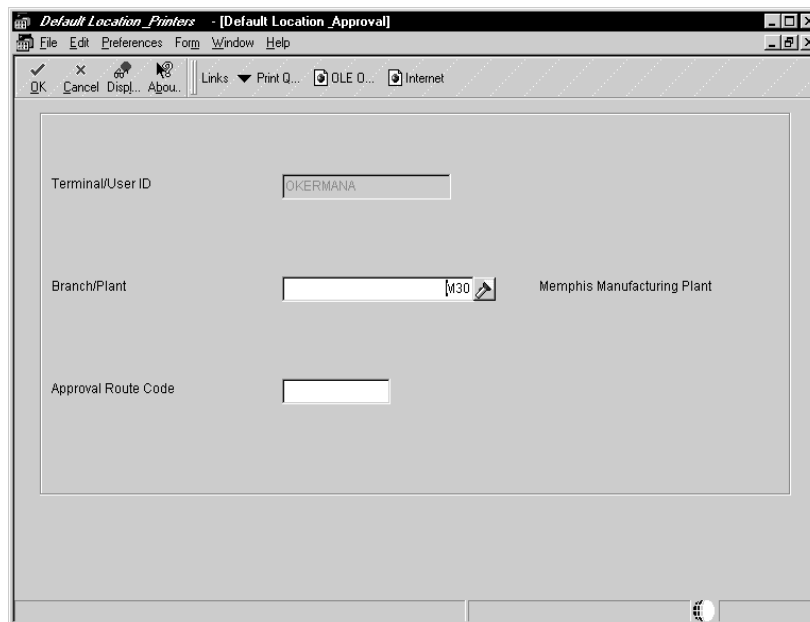 Default Location_Printers - [Default Location_Approval]
File Edit Preferences Form Window Help
OK Cancel Displ... Abou.. Links Print Q... OLE O... Internet
Terminal/User ID OKERMANA
Branch/Plant M30 Memphis Manufacturing Plant
Approval Route Code